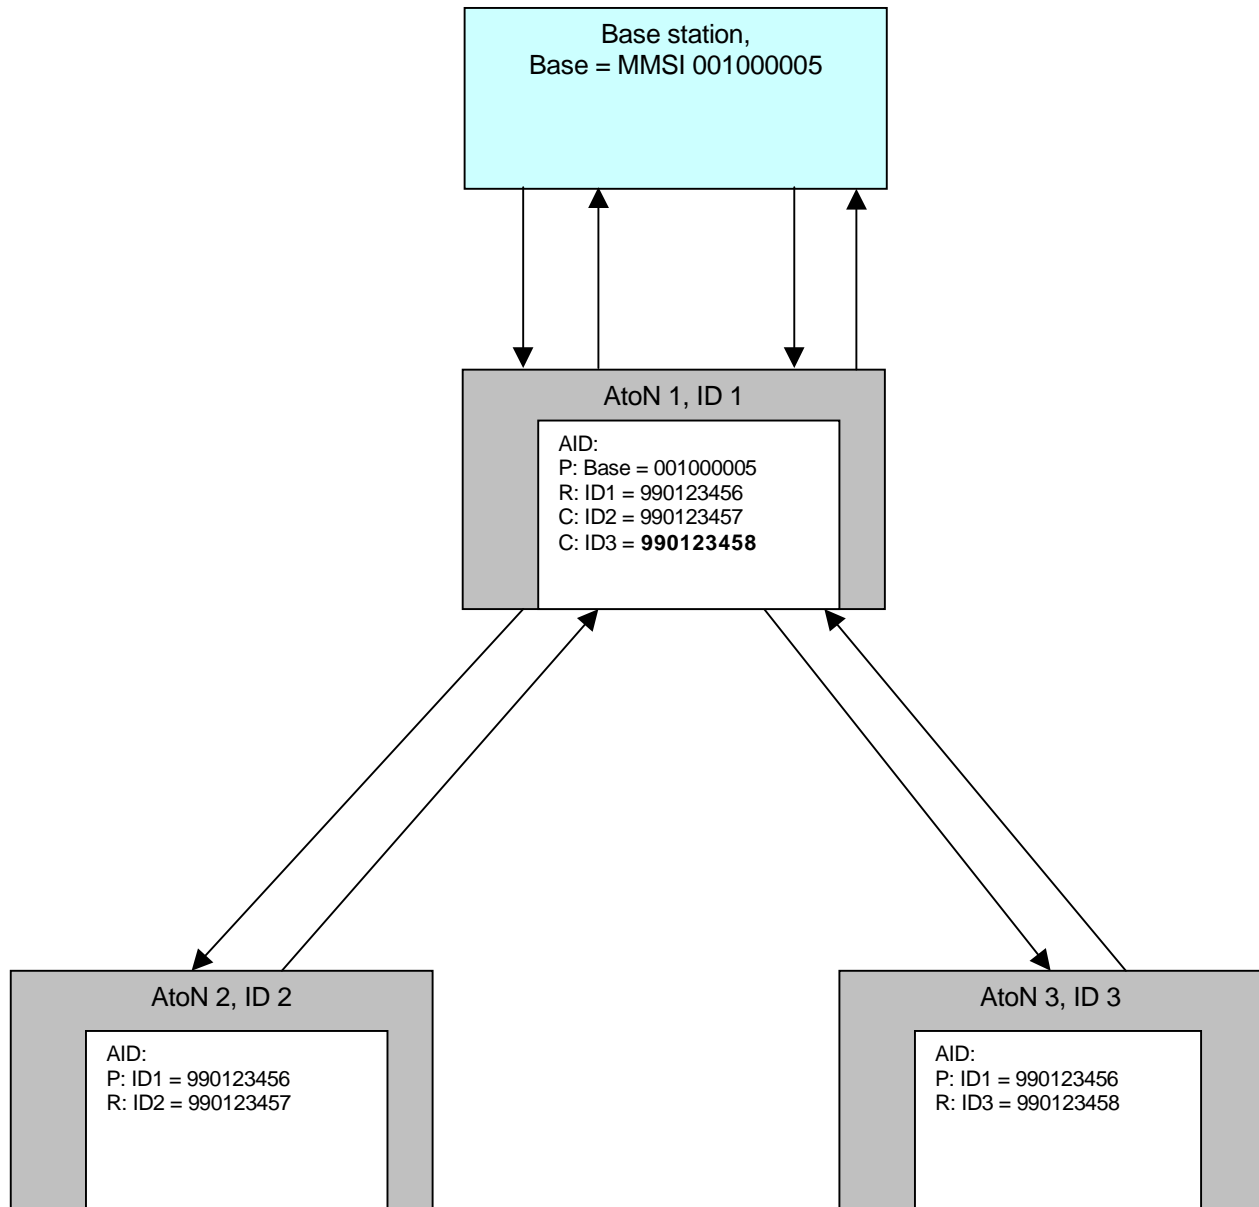 Base station,
Base = MMSI 001000005
AtoN 1, ID 1
AID:
P: Base = 001000005
R: ID1 = 990123456
C: ID2 = 990123457
C: ID3 = 990123458
AtoN 2, ID 2
AID:
P: ID1 = 990123456
R: ID2 = 990123457
AtoN 3, ID 3
AID:
P: ID1 = 990123456
R: ID3 = 990123458